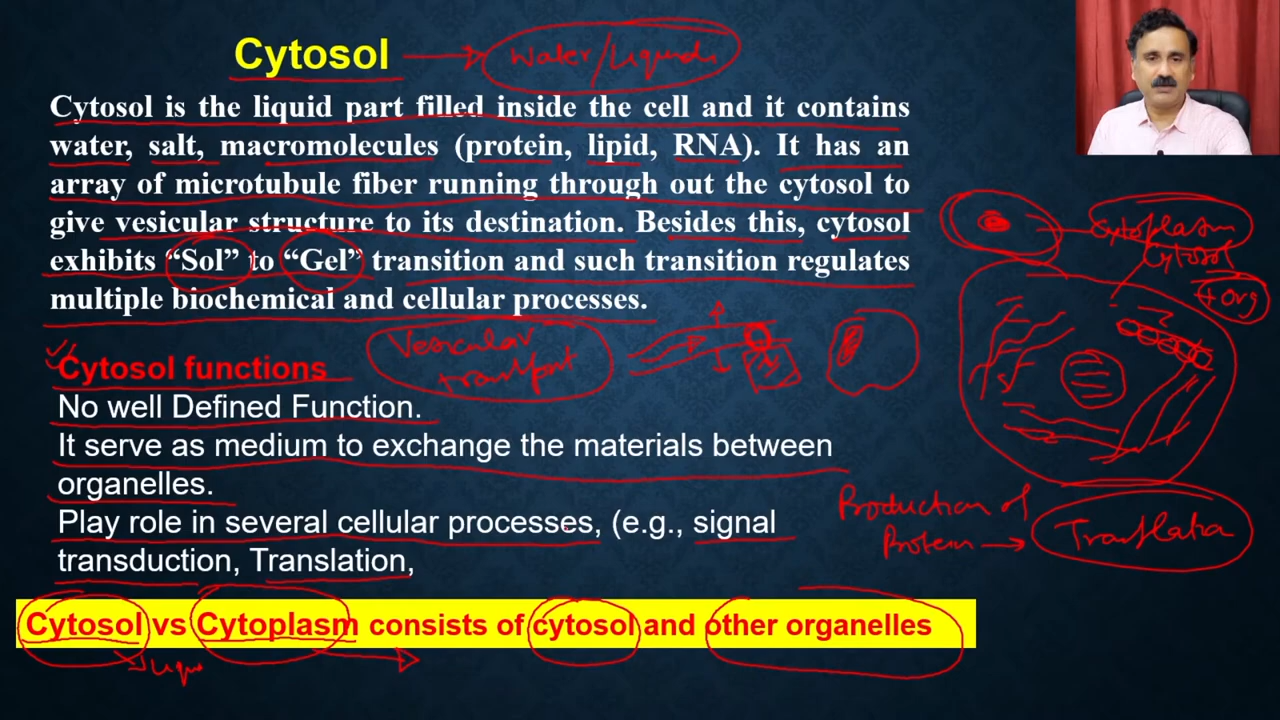 Cytosol
Water/Liquids
Cytosol is the liquid part filled inside the cell and it contains
water, salt, macromolecules (protein, lipid, RNA). It has an
array of microtubule fiber running through out the cytosol to
give vesicular structure to its destination. Besides this, cytosol
exhibits “Sol” to “Gel” transition and such transition regulates
multiple biochemical and cellular processes.
Cytoplasm
Cytosol
+ Org
Vesicular
transport
Cytosol functions
No well Defined Function.
It serve as medium to exchange the materials between
organelles.
Play role in several cellular processes, (e.g., signal
transduction, Translation,
Production of
Protein
Translation
Cytosol vs Cytoplasm consists of cytosol and other organelles